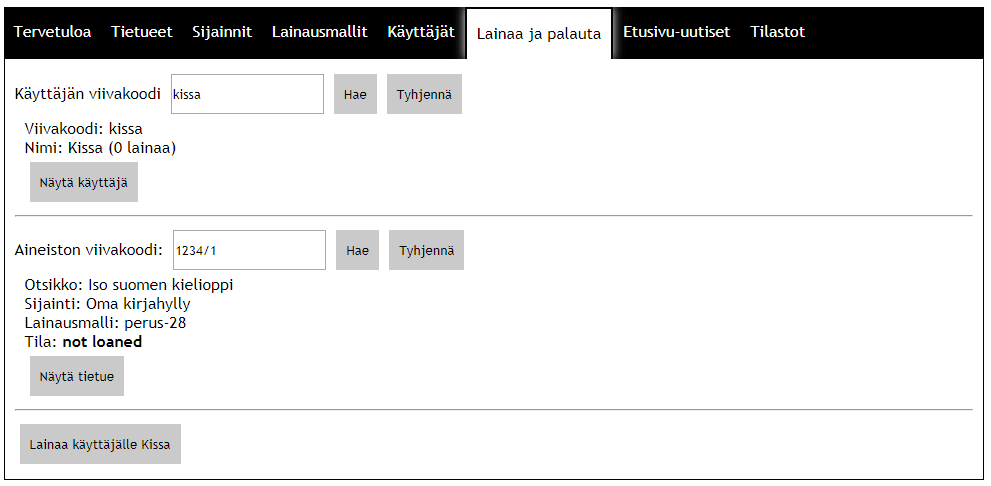 Tervetuloa Tietueet Sijainnit Lainausmallit Käyttäjät Lainaa ja palauta Etusivu-uutiset Tilastot
Käyttäjän viivakoodi kissa Hae Tyhjennä
Viivakoodi: kissa
Nimi: Kissa (0 lainaa)
Näytä käyttäjä
Aineiston viivakoodi: 1234/1 Hae Tyhjennä
Otsikko: Iso suomen kielioppi
Sijainti: Oma kirjahylly
Lainausmalli: perus-28
Tila: not loaned
Näytä tietue
Lainaa käyttäjälle Kissa